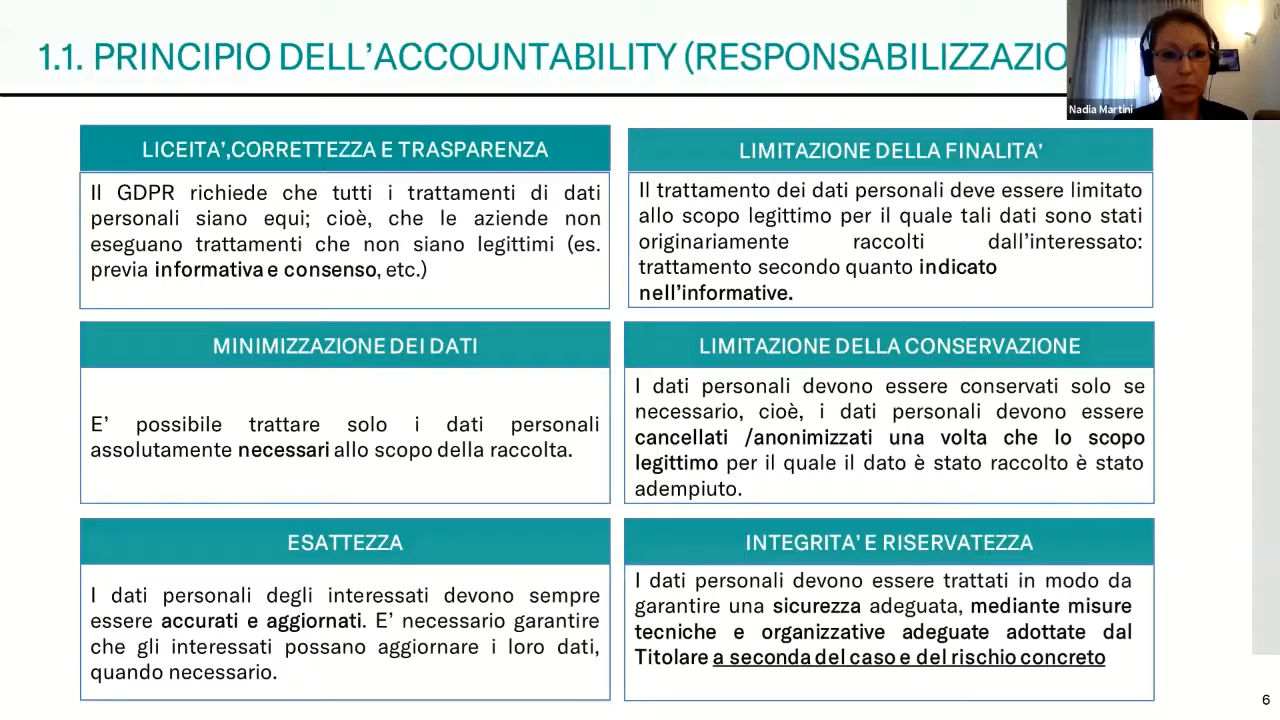 1.1. PRINCIPIO DELL'ACCOUNTABILITY (RESPONSABILIZZAZIO
Nadia Martini
LICEITA',CORRETTEZZA E TRASPARENZA
Il GDPR richiede che tutti i trattamenti di dati
personali siano equi; cioè, che le aziende non
eseguano trattamenti che non siano legittimi (es.
previa informativa e consenso, etc.)
LIMITAZIONE DELLA FINALITA'
Il trattamento dei dati personali deve essere limitato
allo scopo legittimo per il quale tali dati sono stati
originariamente raccolti dall'interessato:
trattamento secondo quanto indicato
nell'informative.
MINIMIZZAZIONE DEI DATI
E' possibile trattare solo i dati personali
assolutamente necessari allo scopo della raccolta.
LIMITAZIONE DELLA CONSERVAZIONE
I dati personali devono essere conservati solo se
necessario, cioè, i dati personali devono essere
cancellati /anonimizzati una volta che lo scopo
legittimo per il quale il dato è stato raccolto è stato
adempiuto.
ESATTEZZA
I dati personali degli interessati devono sempre
essere accurati e aggiornati. E' necessario garantire
che gli interessati possano aggiornare i loro dati,
quando necessario.
INTEGRITA' E RISERVATEZZA
I dati personali devono essere trattati in modo da
garantire una sicurezza adeguata, mediante misure
tecniche e organizzative adeguate adottate dal
Titolare a seconda del caso e del rischio concreto
6